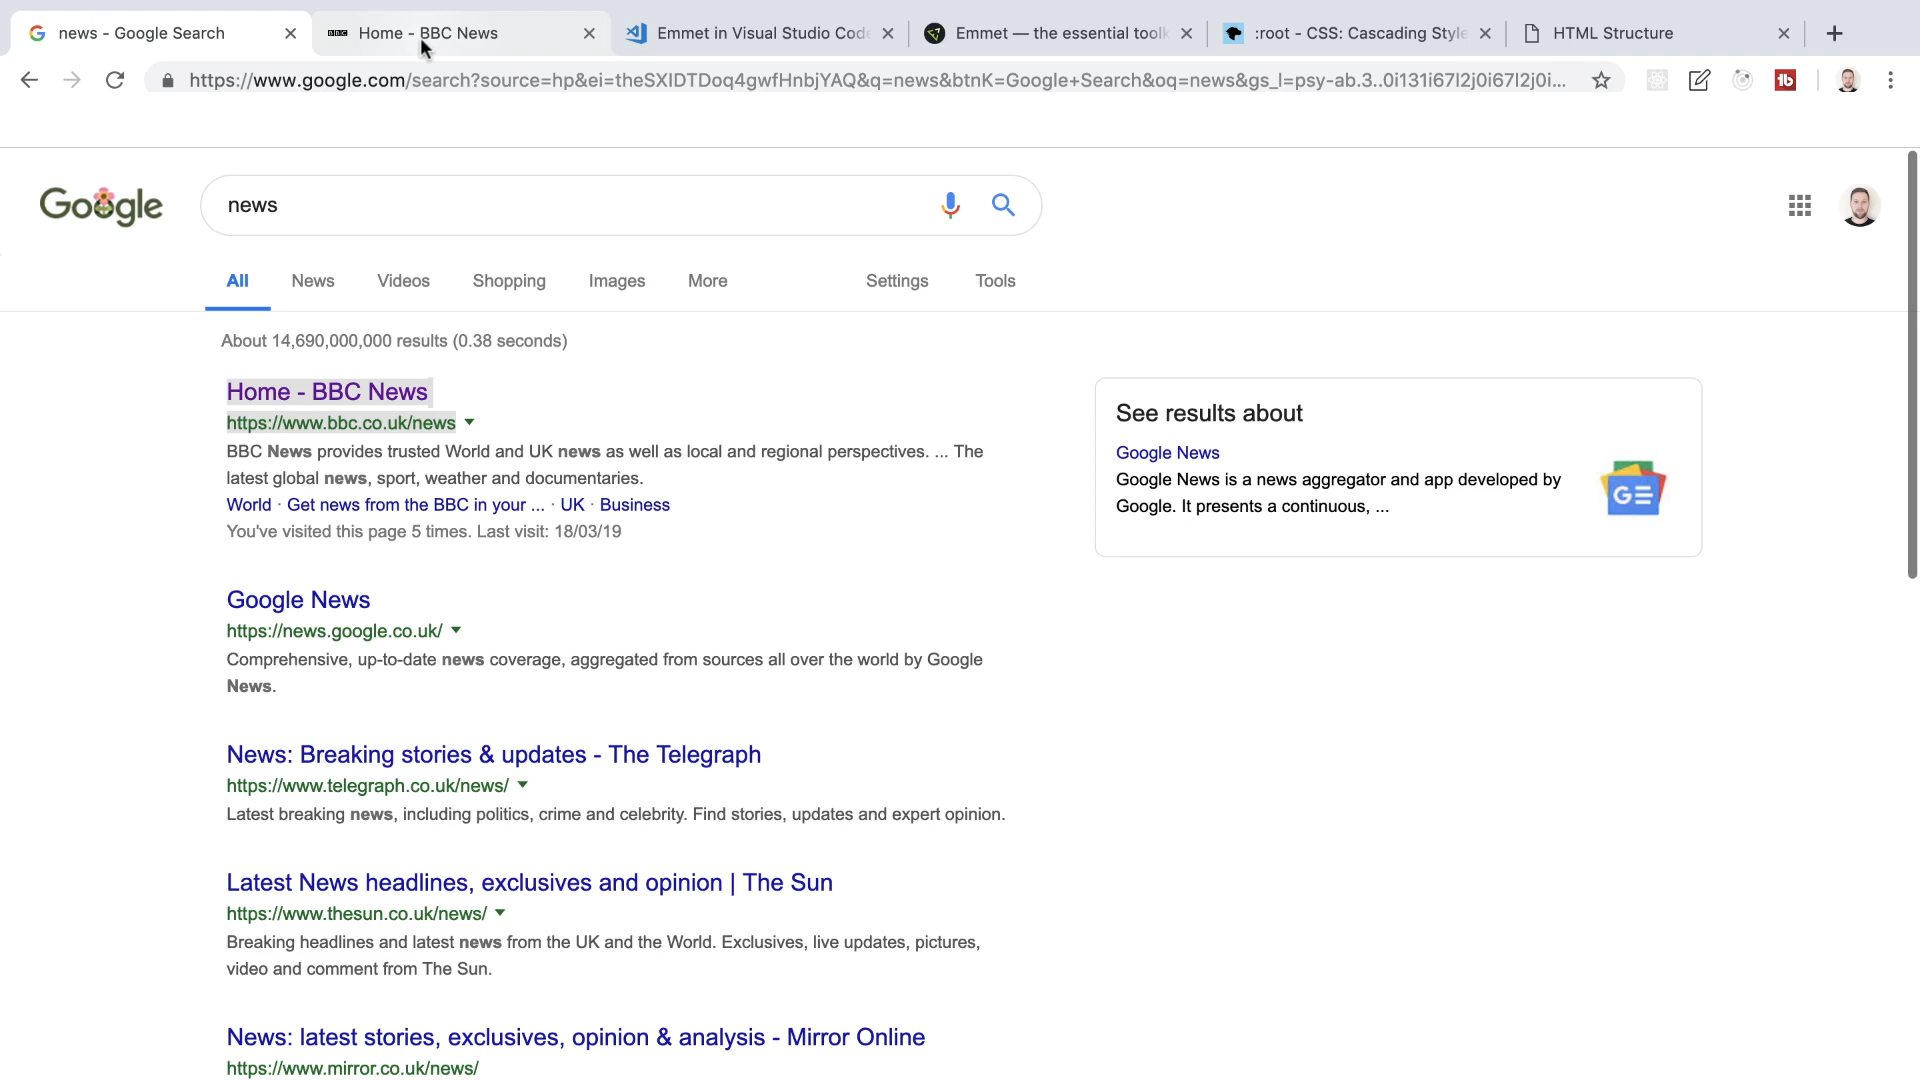 news - Google Search
BBC Home - BBC News
Emmet in Visual Studio Code
Emmet — the essential toolk
:root - CSS: Cascading Style
HTML Structure
https://www.google.com/search?source=hp&ei=theSXIDTDoq4gwfHnbjYAQ&q=news&btnK=Google+Search&oq=news&gs_l=psy-ab.3..0i131i67l2j0i67l2j0i...
tb
Google
news
All News Videos Shopping Images More Settings Tools
About 14,690,000,000 results (0.38 seconds)
Home - BBC News
https://www.bbc.co.uk/news
BBC News provides trusted World and UK news as well as local and regional perspectives. ... The
latest global news, sport, weather and documentaries.
World · Get news from the BBC in your ... · UK · Business
You've visited this page 5 times. Last visit: 18/03/19
See results about
Google News
Google News is a news aggregator and app developed by
Google. It presents a continuous, ...
GE
Google News
https://news.google.co.uk/
Comprehensive, up-to-date news coverage, aggregated from sources all over the world by Google
News.
News: Breaking stories & updates - The Telegraph
https://www.telegraph.co.uk/news/
Latest breaking news, including politics, crime and celebrity. Find stories, updates and expert opinion.
Latest News headlines, exclusives and opinion | The Sun
https://www.thesun.co.uk/news/
Breaking headlines and latest news from the UK and the World. Exclusives, live updates, pictures,
video and comment from The Sun.
News: latest stories, exclusives, opinion & analysis - Mirror Online
https://www.mirror.co.uk/news/